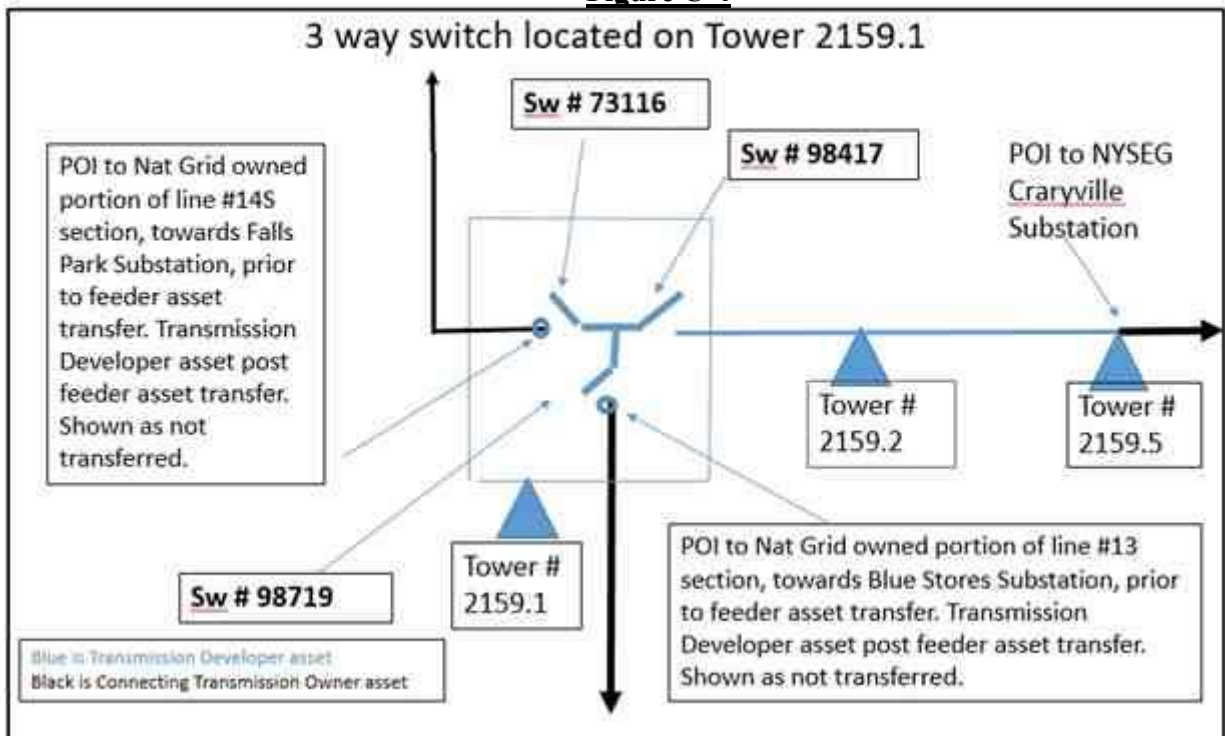 3 way switch located on Tower 2159.1
Sw # 73116
Sw # 98417
POI to Nat Grid owned
portion of line #14S
section, towards Falls
Park Substation, prior
to feeder asset
transfer. Transmission
Developer asset post
feeder asset transfer.
Shown as not
transferred.
POI to NYSEG
Craryville
Substation
Tower #
2159.2
Tower #
2159.5
Sw # 98719
Tower #
2159.1
POI to Nat Grid owned portion of line #13
section, towards Blue Stores Substation, prior
to feeder asset transfer. Transmission
Developer asset post feeder asset transfer.
Shown as not transferred.
Blue is Transmission Developer asset
Black is Connecting Transmission Owner asset